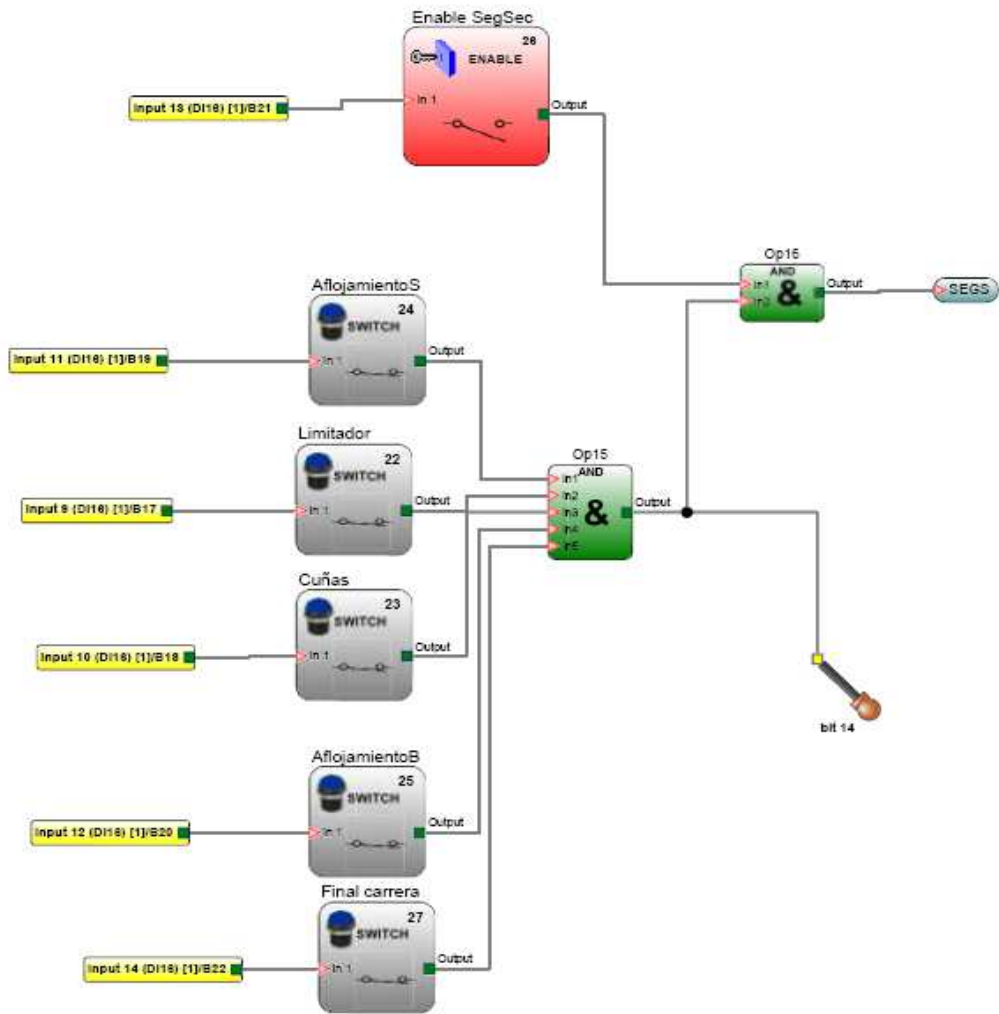 Enable SegSec
26
ENABLE
Input 13 (DI16) [1]/B21
In 1
Output
Op16
AND
In1
In2
&
Output
SEGS
AflojamientoS
24
SWITCH
Input 11 (DI16) [1]/B19
In 1
Output
Limitador
22
SWITCH
Input 9 (DI16) [1]/B17
In 1
Output
Op15
AND
In1
In2
In3
In4
In5
&
Output
Cuñas
23
SWITCH
Input 10 (DI16) [1]/B18
In 1
Output
bit 14
AflojamientoB
25
SWITCH
Input 12 (DI16) [1]/B20
In 1
Output
Final carrera
27
SWITCH
Input 14 (DI16) [1]/B22
In 1
Output